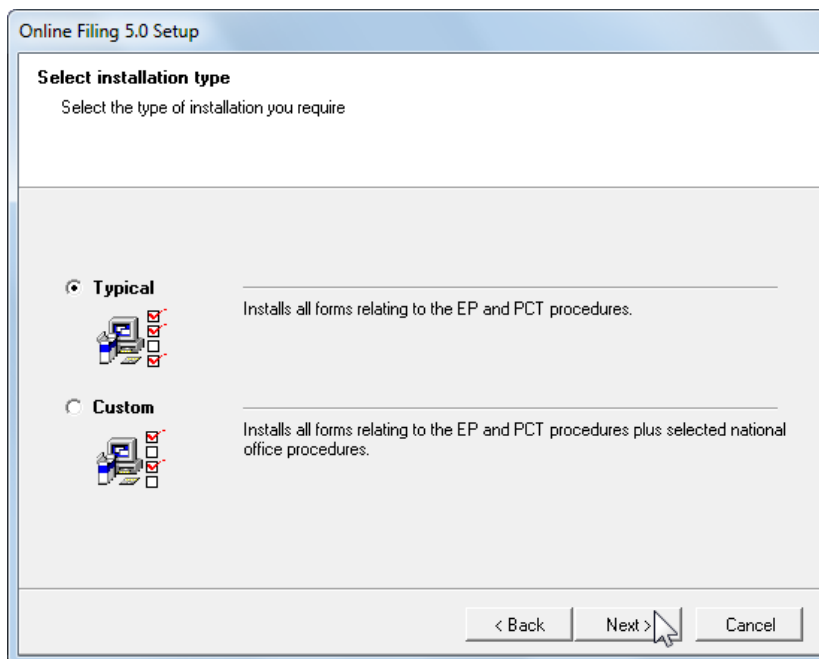 Online Filing 5.0 Setup
Select installation type
Select the type of installation you require
Typical
Installs all forms relating to the EP and PCT procedures.
Custom
Installs all forms relating to the EP and PCT procedures plus selected national
office procedures.
< Back
Next >
Cancel